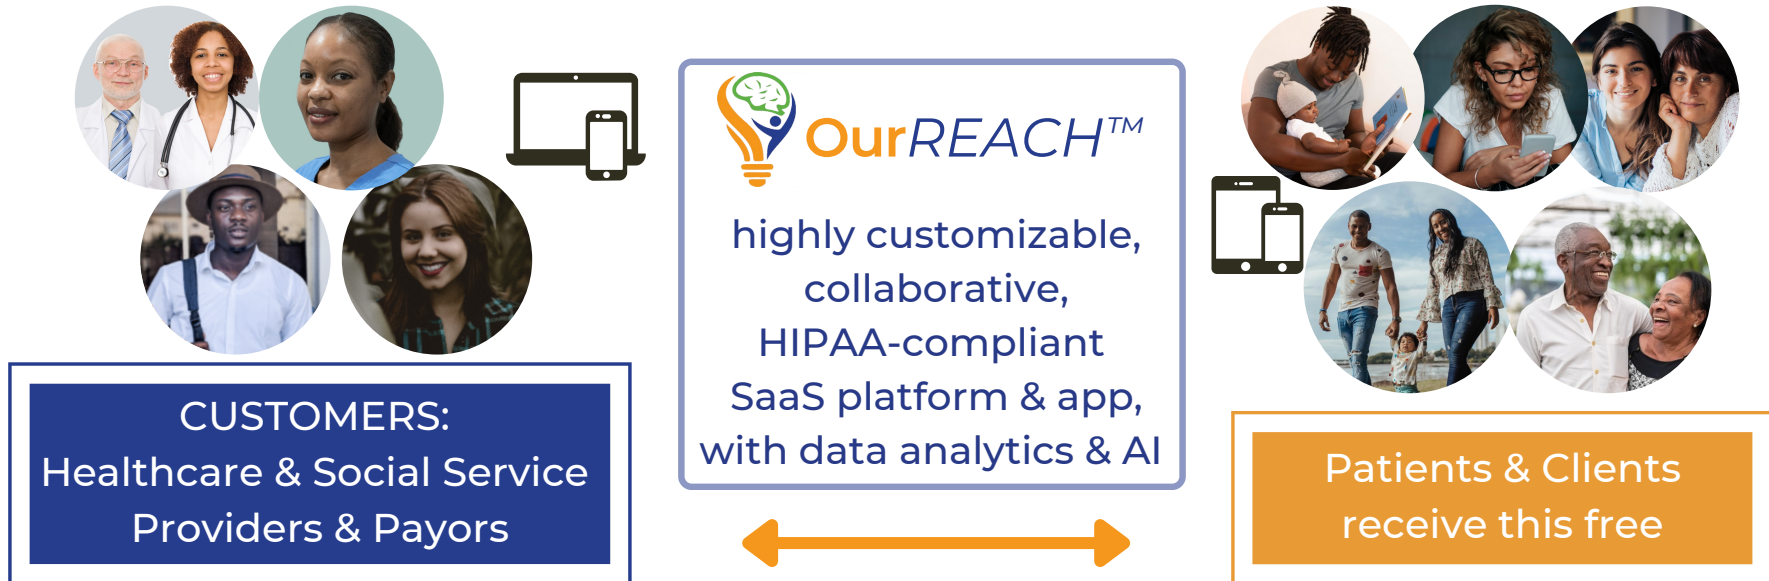 CUSTOMERS:
Healthcare & Social Service
Providers & Payors
OurREACH™
highly customizable,
collaborative,
HIPAA-compliant
SaaS platform & app,
with data analytics & AI
Patients & Clients
receive this free